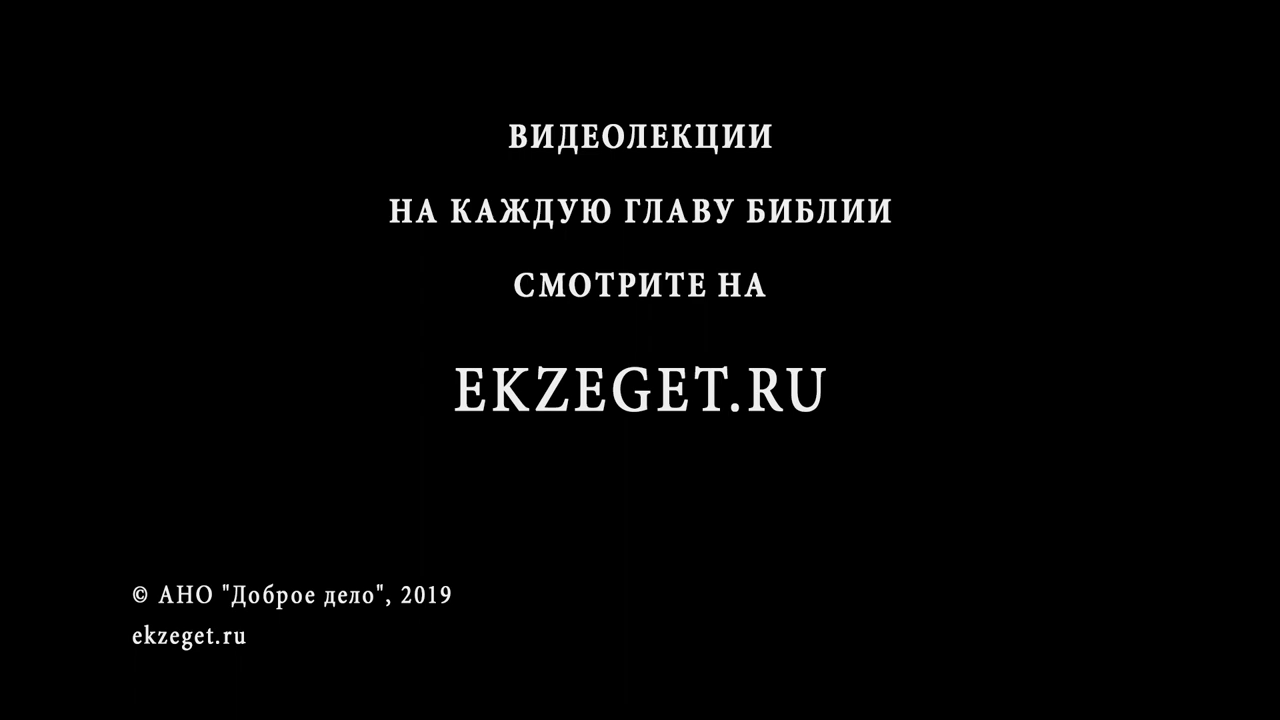 ВИДЕОЛЕКЦИИ
НА КАЖДУЮ ГЛАВУ БИБЛИИ
СМОТРИТЕ НА
EKZEGET.RU
© АНО "Доброе дело", 2019
ekzeget.ru